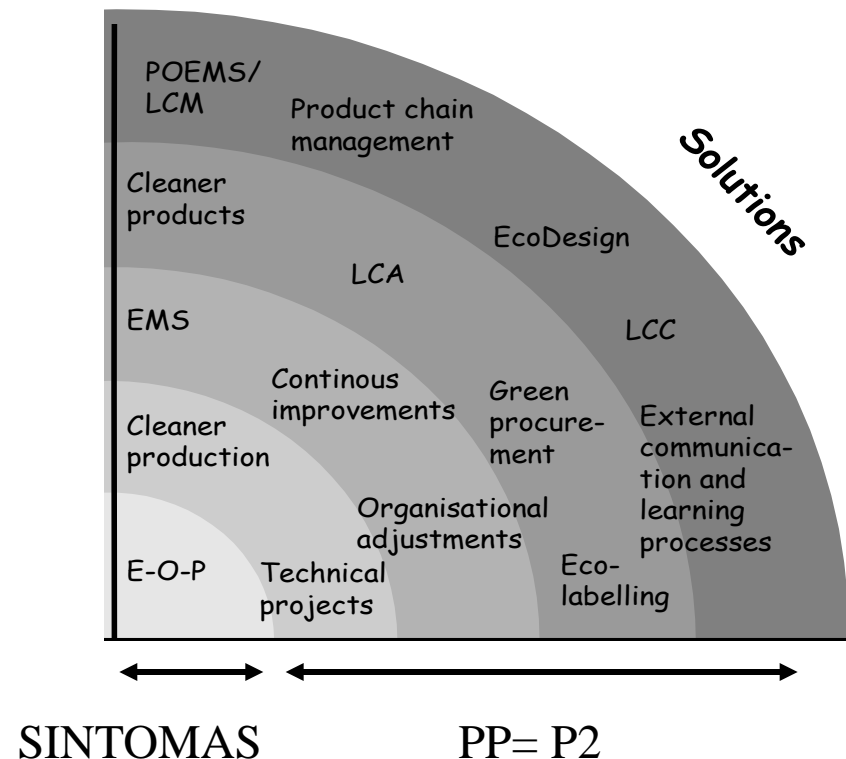 POEMS/
LCM
Product chain
management
Solutions
Cleaner
products
EcoDesign
LCA
EMS
LCC
Continous
improvements
Green
procure-
ment
External
communica-
tion and
learning
processes
Cleaner
production
Organisational
adjustments
E-O-P
Technical
projects
Eco-
labelling
SINTOMAS
PP= P2